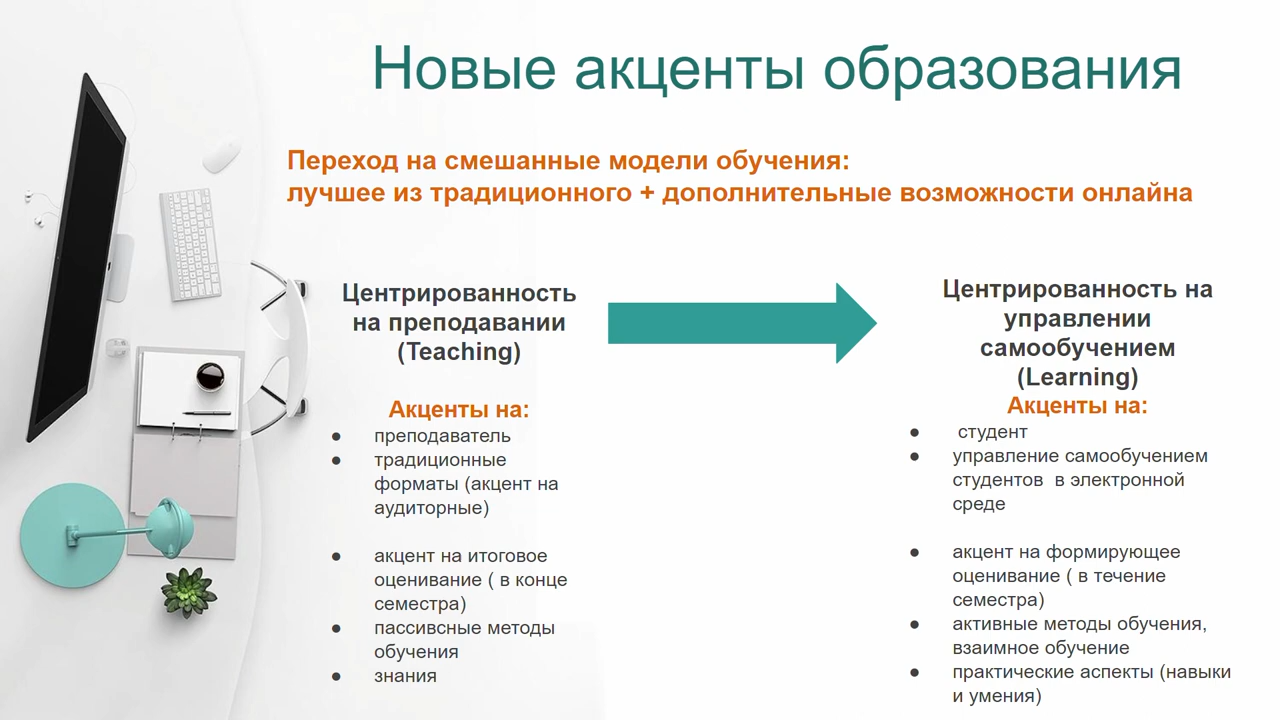 Новые акценты образования
Переход на смешанные модели обучения:
лучшее из традиционного + дополнительные возможности онлайна
Центрированность
на преподавании
(Teaching)
Акценты на:
● преподаватель
● традиционные
форматы (акцент на
аудиторные)
● акцент на итоговое
оценивание ( в конце
семестра)
● пассивсные методы
обучения
● знания
Центрированность на
управлении
самообучением
(Learning)
Акценты на:
● студент
● управление самообучением
студентов в электронной
среде
● акцент на формирующее
оценивание ( в течение
семестра)
● активные методы обучения,
взаимное обучение
● практические аспекты (навыки
и умения)